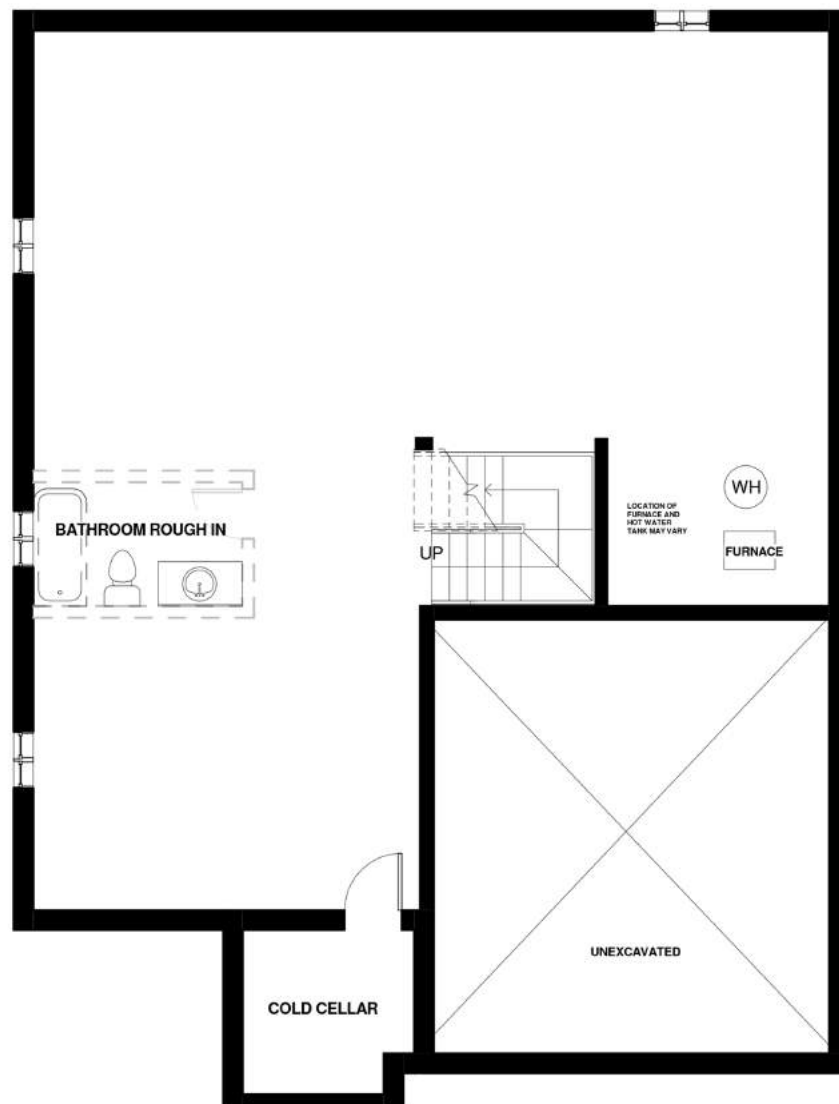 WH
LOCATION OF
FURNACE AND
HOT WATER
TANK MAY VARY
BATHROOM ROUGH IN
UP
FURNACE
UNEXCAVATED
COLD CELLAR